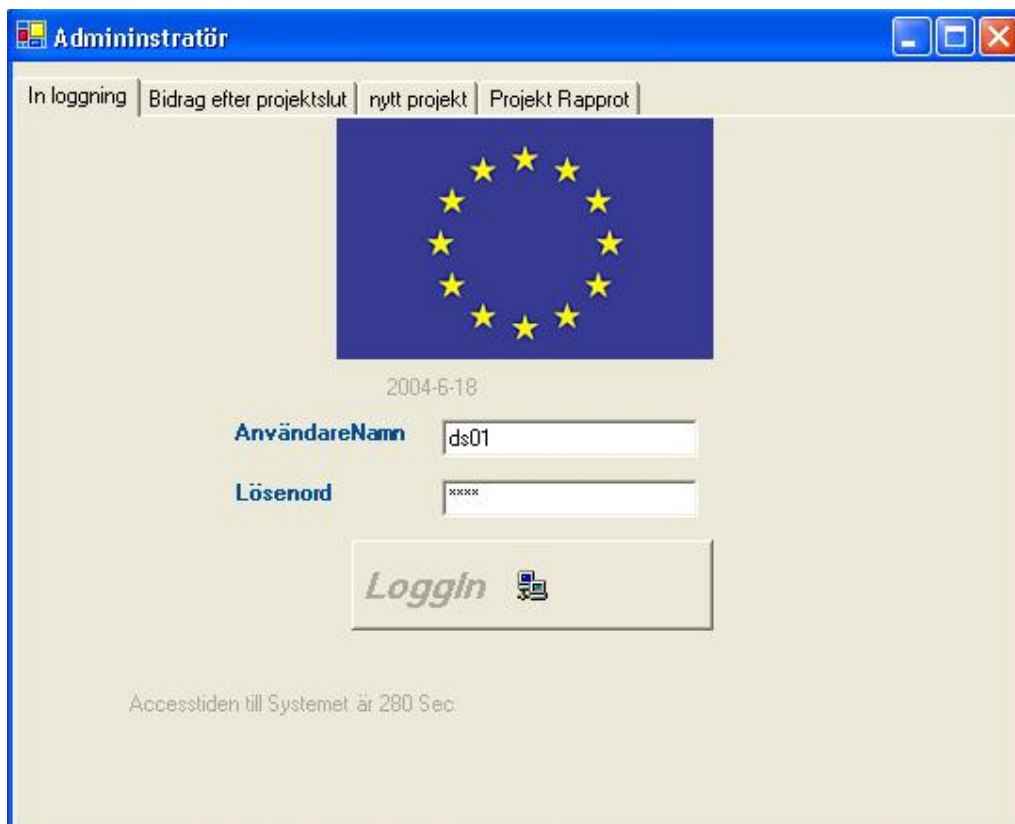 Admininstratör
In loggning
Bidrag efter projektslut
nytt projekt
Projekt Rapprot
2004-6-18
AnvändareNamn
ds01
Lösenord
****
LoggIn
Accesstiden till Systemet är 280 Sec